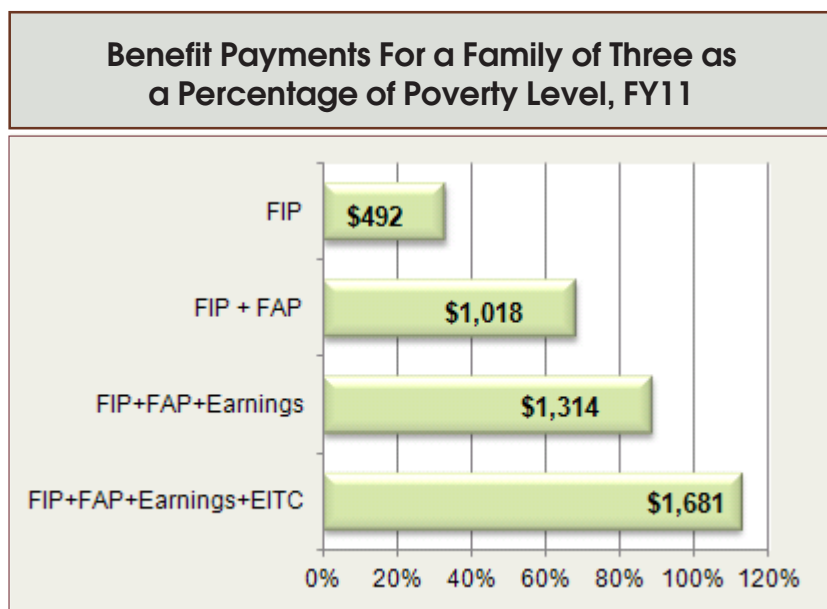 Benefit Payments For a Family of Three as
a Percentage of Poverty Level, FY11
FIP
$492
FIP + FAP
$1,018
FIP+FAP+Earnings
$1,314
FIP+FAP+Earnings+EITC
$1,681
0% 20% 40% 60% 80% 100% 120%